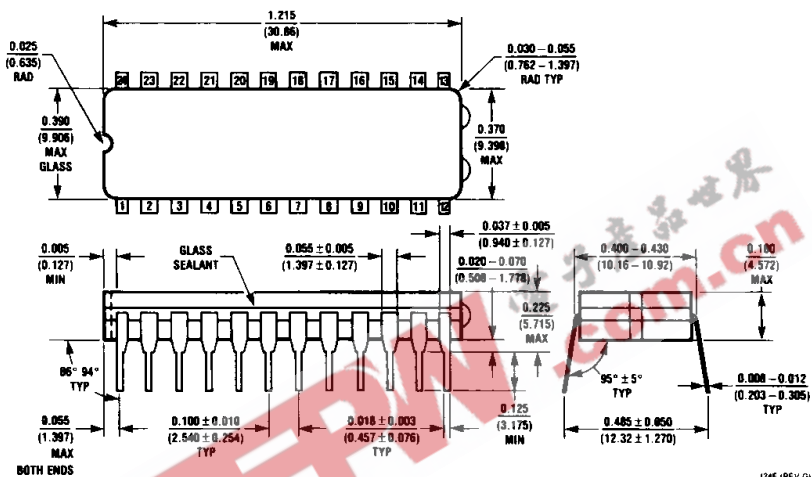 1.215
(30.86)
MAX
0.025
(0.635)
RAD
0.030 – 0.055
(0.762 – 1.397)
RAD TYP
24 23 22 21 20 19 18 17 16 15 14 13
0.390
(9.906)
MAX
GLASS
0.370
(9.398)
MAX
1 2 3 4 5 6 7 8 9 10 11 12
0.005
(0.127)
MIN
GLASS
SEALANT
0.055 ± 0.005
(1.397 ± 0.127)
0.037 ± 0.005
(0.940 ± 0.127)
0.020 – 0.070
(0.508 – 1.778)
0.225
(5.715)
MAX
0.400 – 0.430
(10.16 – 10.92)
0.180
(4.572)
MAX
86° 94°
TYP
95° ± 5°
TYP
0.008 – 0.012
(0.203 – 0.305)
TYP
0.055
(1.397)
MAX
BOTH ENDS
0.100 ± 0.010
(2.540 ± 0.254)
TYP
0.018 ± 0.003
(0.457 ± 0.076)
TYP
0.125
(3.175)
MIN
0.485 ± 0.050
(12.32 ± 1.270)
电子产品世界
.com.cn